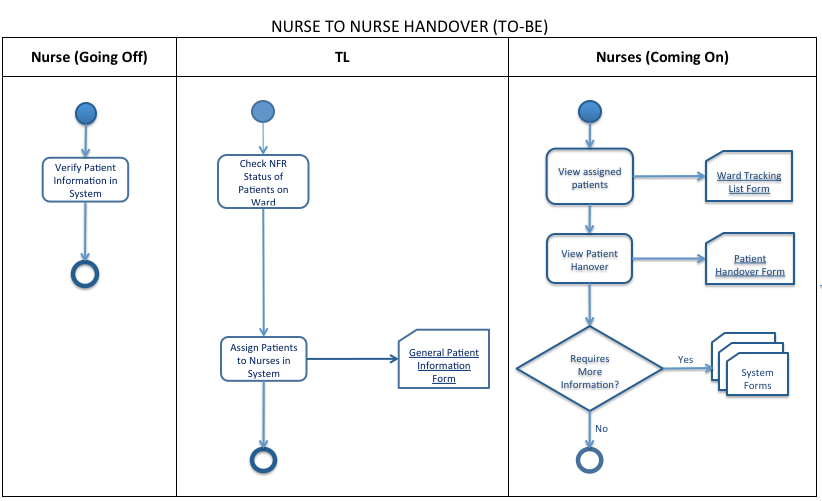 NURSE TO NURSE HANDOVER (TO-BE)
Nurse (Going Off)
TL
Nurses (Coming On)
Verify Patient
Information in
System
Check NFR
Status of
Patients on
Ward
Assign Patients
to Nurses in
System
General Patient
Information
Form
View assigned
patients
Ward Tracking
List Form
View Patient
Hanover
Patient
Handover Form
Requires
More
Information?
Yes
System
Forms
No